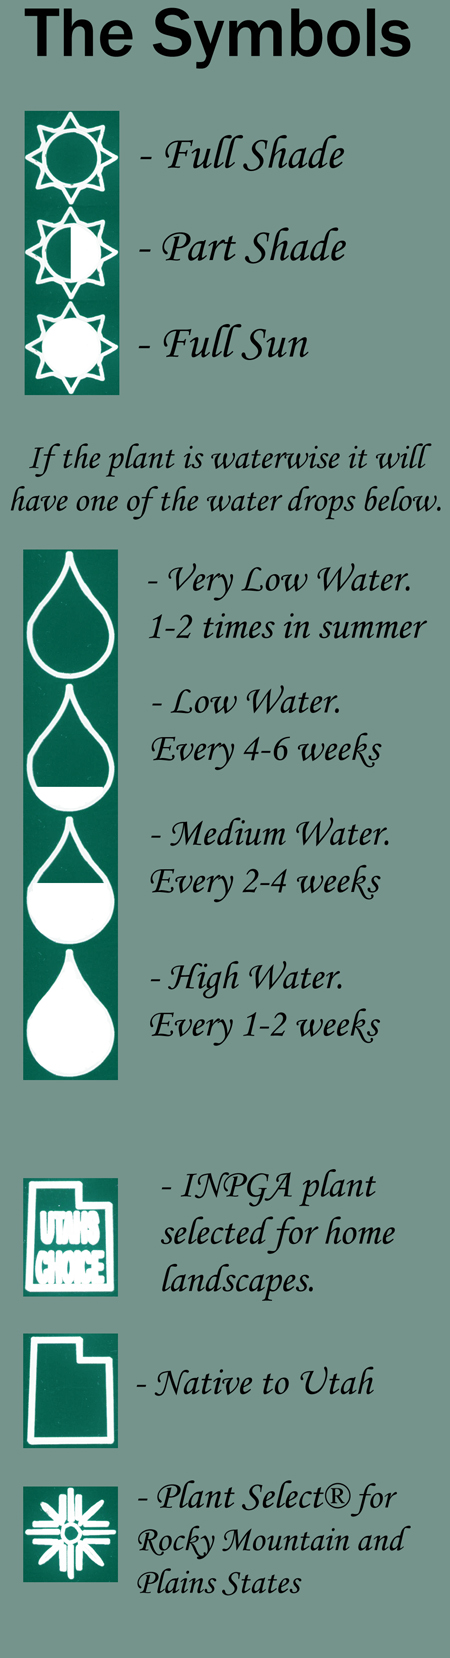 The Symbols
- Full Shade
- Part Shade
- Full Sun
If the plant is waterwise it will
have one of the water drops below.
- Very Low Water.
1-2 times in summer
- Low Water.
Every 4-6 weeks
- Medium Water.
Every 2-4 weeks
- High Water.
Every 1-2 weeks
UTAHS
CHOICE
- INPGA plant
selected for home
landscapes.
- Native to Utah
- Plant Select® for
Rocky Mountain and
Plains States